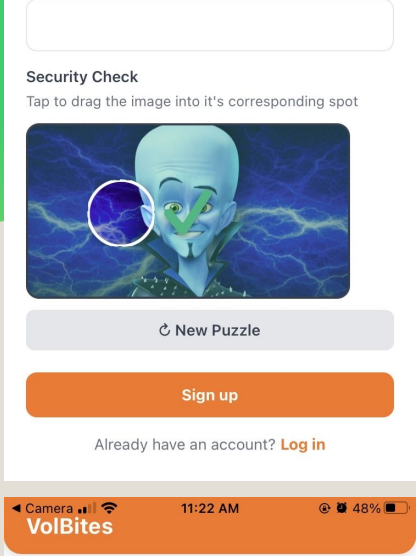 Security Check
Tap to drag the image into it's corresponding spot
New Puzzle
Sign up
Already have an account? Log in
Camera 11:22 AM 48%
VolBites